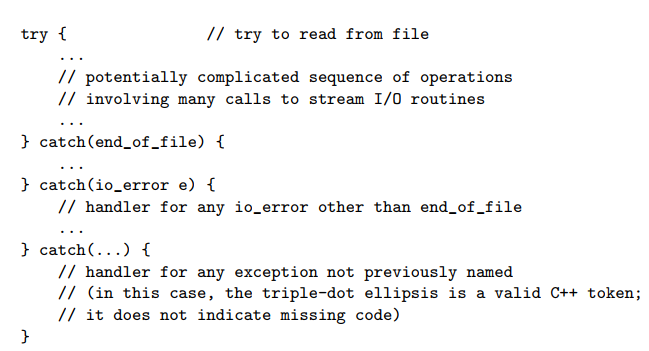 try {                // try to read from file
    ...
    // potentially complicated sequence of operations
    // involving many calls to stream I/O routines
    ...
} catch(end_of_file) {
    ...
} catch(io_error e) {
    // handler for any io_error other than end_of_file
    ...
} catch(...) {
    // handler for any exception not previously named
    // (in this case, the triple-dot ellipsis is a valid C++ token;
    // it does not indicate missing code)
}